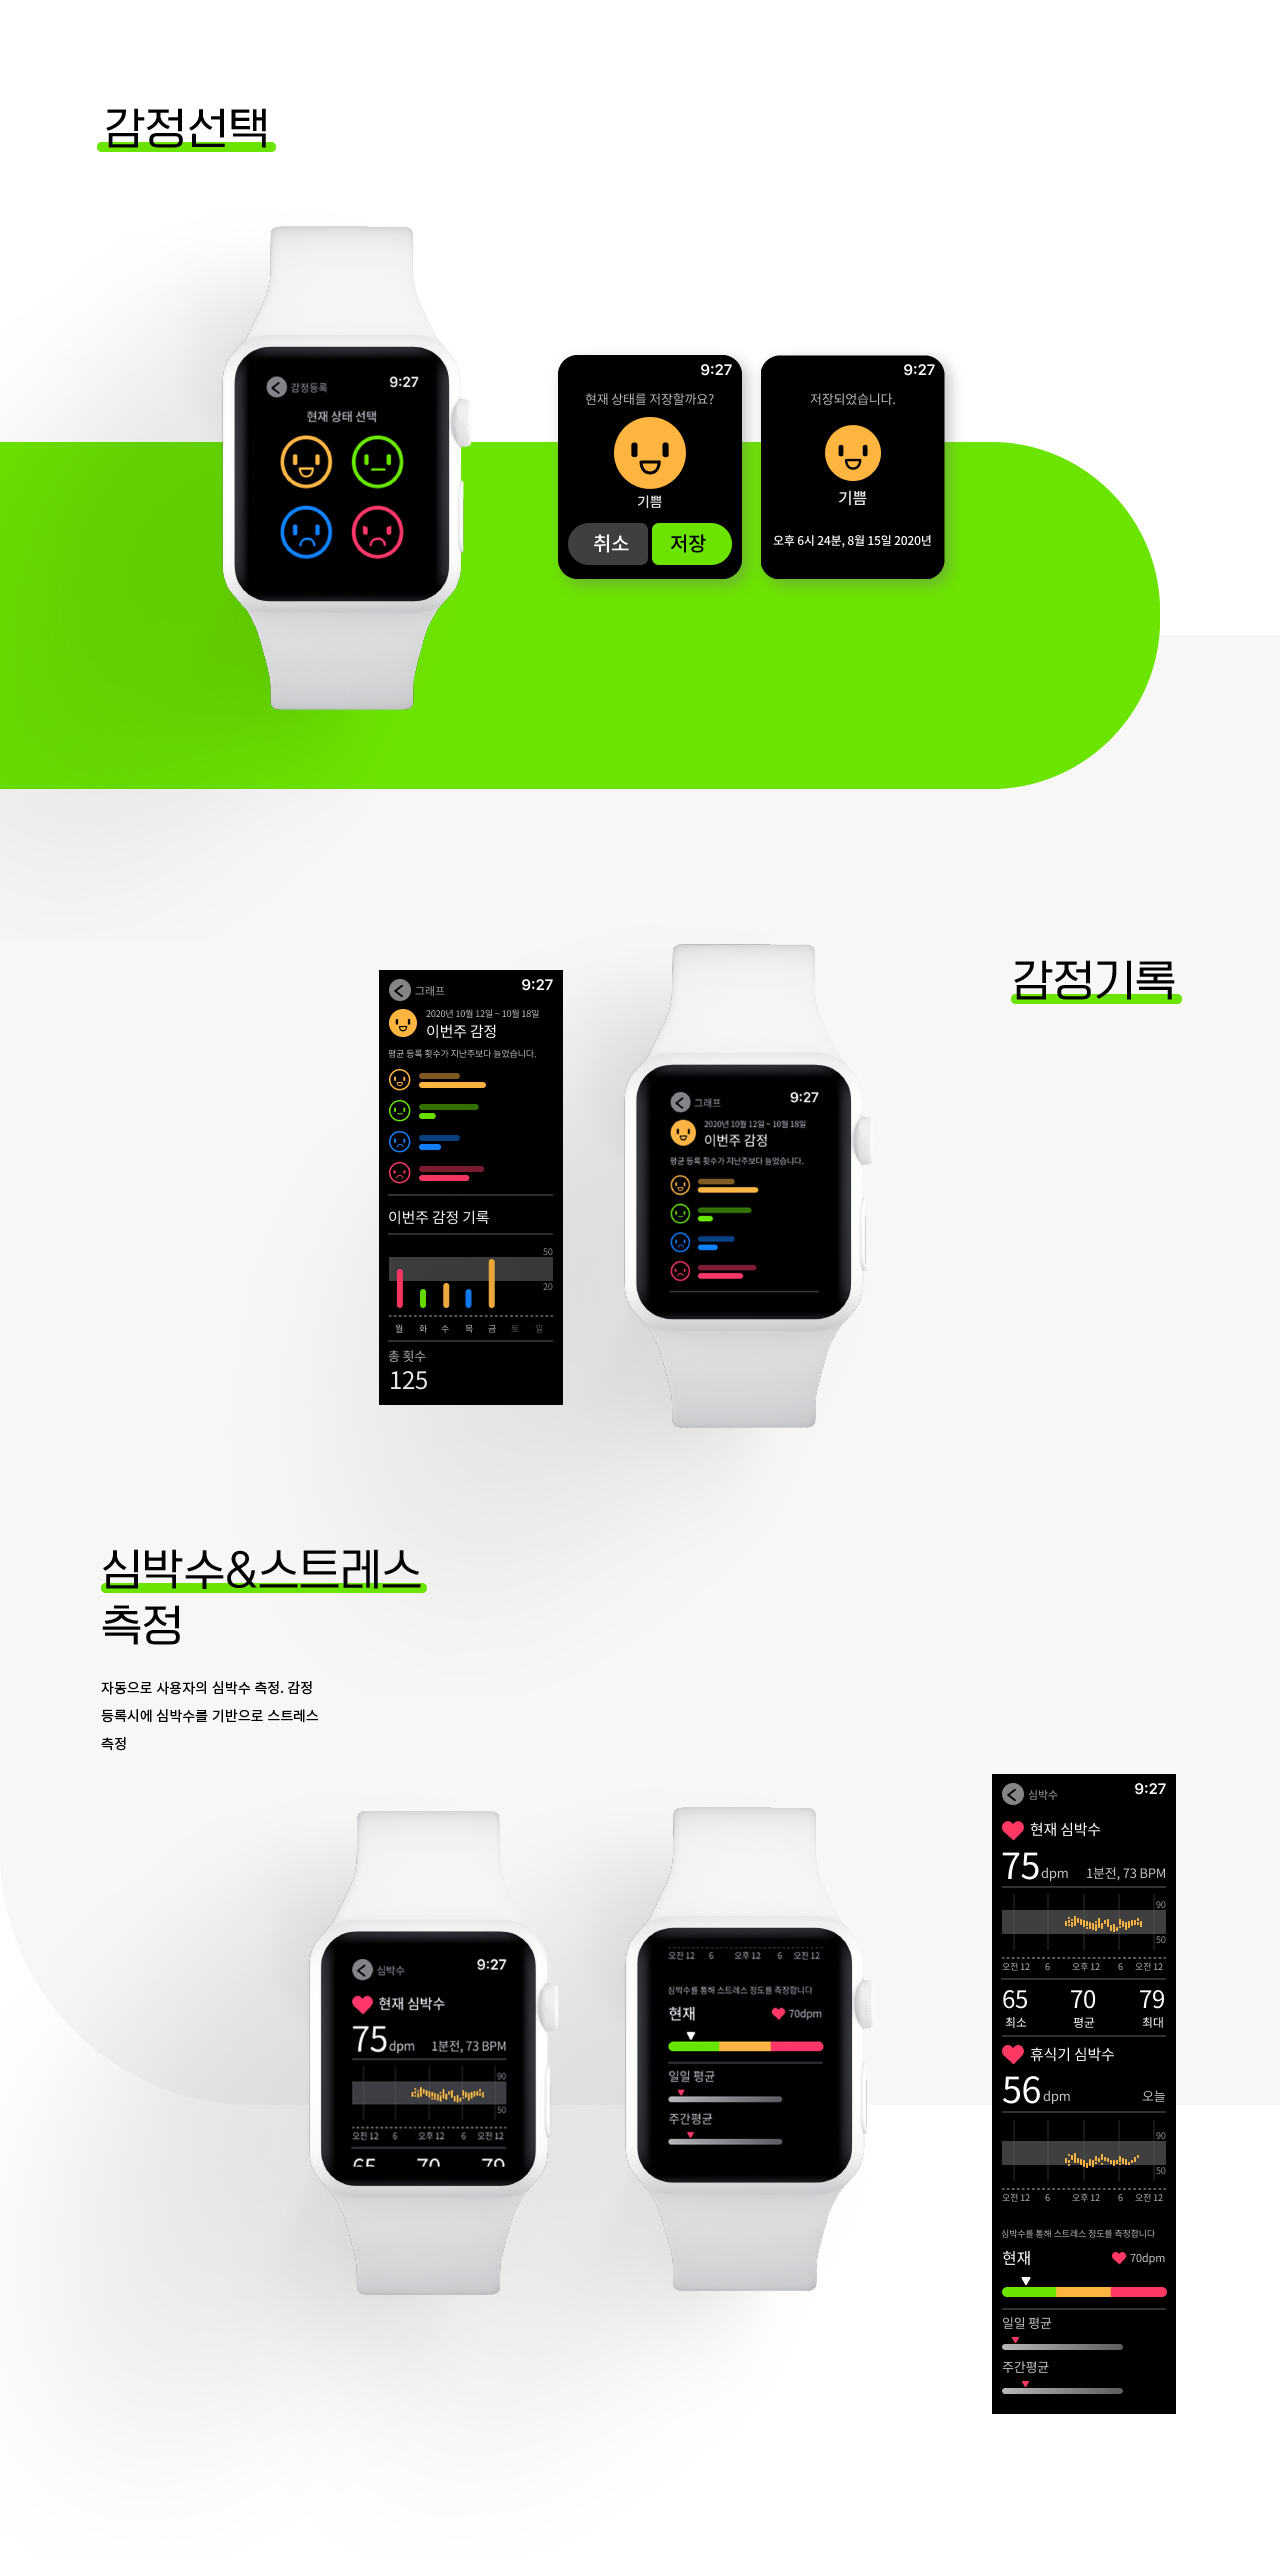 감정선택
감정등록
9:27
현재 상태 선택
9:27
현재 상태를 저장할까요?
기쁨
취소
저장
9:27
저장되었습니다.
기쁨
오후 6시 24분, 8월 15일 2020년
감정기록
그래프
9:27
2020년 10월 12일 ~ 10월 18일
이번주 감정
평균 등록 횟수가 지난주보다 늘었습니다.
이번주 감정 기록
50
20
월 화 수 목 금 토 일
총 횟수
125
그래프
9:27
2020년 10월 12일 ~ 10월 18일
이번주 감정
평균 등록 횟수가 지난주보다 늘었습니다.
심박수&스트레스
측정
자동으로 사용자의 심박수 측정. 감정
등록시에 심박수를 기반으로 스트레스
측정
심박수
9:27
현재 심박수
75dpm 1분전, 73 BPM
90
50
오전 12 6 오후 12 6 오전 12
65 70 79
오전 12 6 오후 12 6 오전 12
심박수를 통해 스트레스 정도를 측정합니다
현재 70dpm
일일 평균
주간평균
심박수
9:27
현재 심박수
75dpm 1분전, 73 BPM
90
50
오전 12 6 오후 12 6 오전 12
65 70 79
최소 평균 최대
휴식기 심박수
56dpm 오늘
90
50
오전 12 6 오후 12 6 오전 12
심박수를 통해 스트레스 정도를 측정합니다
현재 70dpm
일일 평균
주간평균